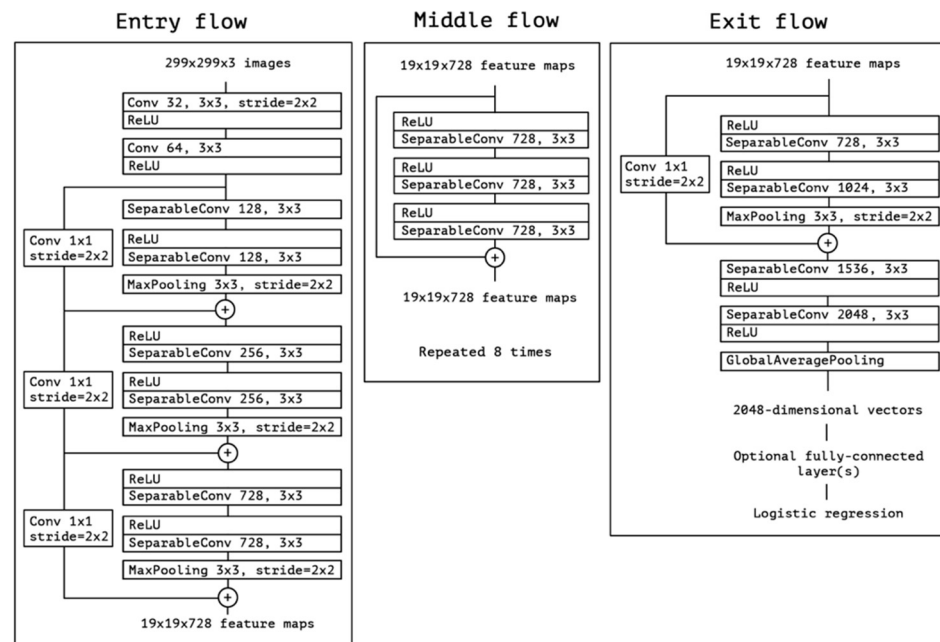 Entry flow
299x299x3 images
Conv 32, 3x3, stride=2x2
ReLU
Conv 64, 3x3
ReLU
SeparableConv 128, 3x3
Conv 1x1
stride=2x2
ReLU
SeparableConv 128, 3x3
MaxPooling 3x3, stride=2x2
+
ReLU
SeparableConv 256, 3x3
Conv 1x1
stride=2x2
ReLU
SeparableConv 256, 3x3
MaxPooling 3x3, stride=2x2
+
ReLU
SeparableConv 728, 3x3
Conv 1x1
stride=2x2
ReLU
SeparableConv 728, 3x3
MaxPooling 3x3, stride=2x2
+
19x19x728 feature maps
Middle flow
19x19x728 feature maps
ReLU
SeparableConv 728, 3x3
ReLU
SeparableConv 728, 3x3
ReLU
SeparableConv 728, 3x3
+
19x19x728 feature maps
Repeated 8 times
Exit flow
19x19x728 feature maps
ReLU
SeparableConv 728, 3x3
Conv 1x1
stride=2x2
ReLU
SeparableConv 1024, 3x3
MaxPooling 3x3, stride=2x2
+
SeparableConv 1536, 3x3
ReLU
SeparableConv 2048, 3x3
ReLU
GlobalAveragePooling
2048-dimensional vectors
Optional fully-connected
layer(s)
Logistic regression